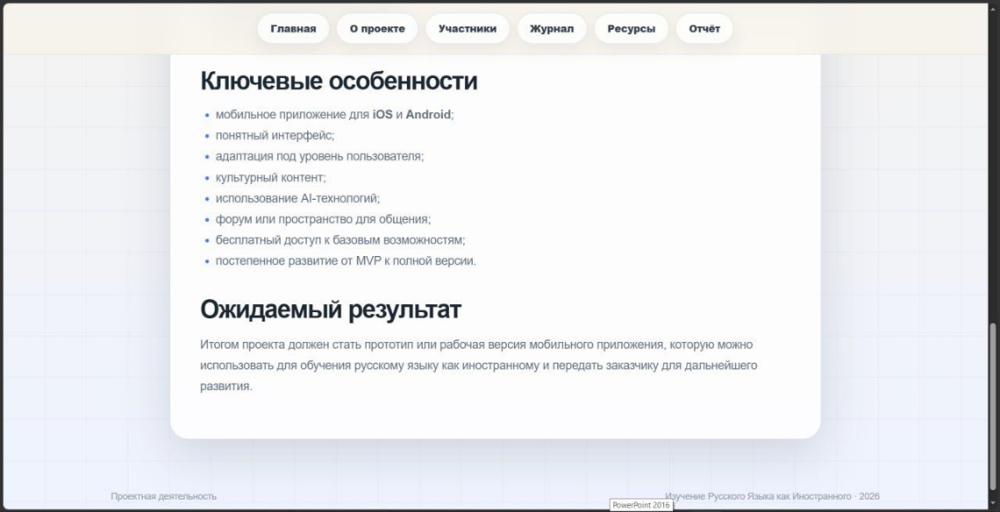 Главная О проекте Участники Журнал Ресурсы Отчёт
Ключевые особенности
мобильное приложение для iOS и Android;
понятный интерфейс;
адаптация под уровень пользователя;
культурный контент;
использование AI-технологий;
форум или пространство для общения;
бесплатный доступ к базовым возможностям;
постепенное развитие от MVP к полной версии.
Ожидаемый результат
Итогом проекта должен стать прототип или рабочая версия мобильного приложения, которую можно
использовать для обучения русскому языку как иностранному и передать заказчику для дальнейшего
развития.
Проектная деятельность
Изучение Русского Языка как Иностранного · 2026
PowerPoint 2016